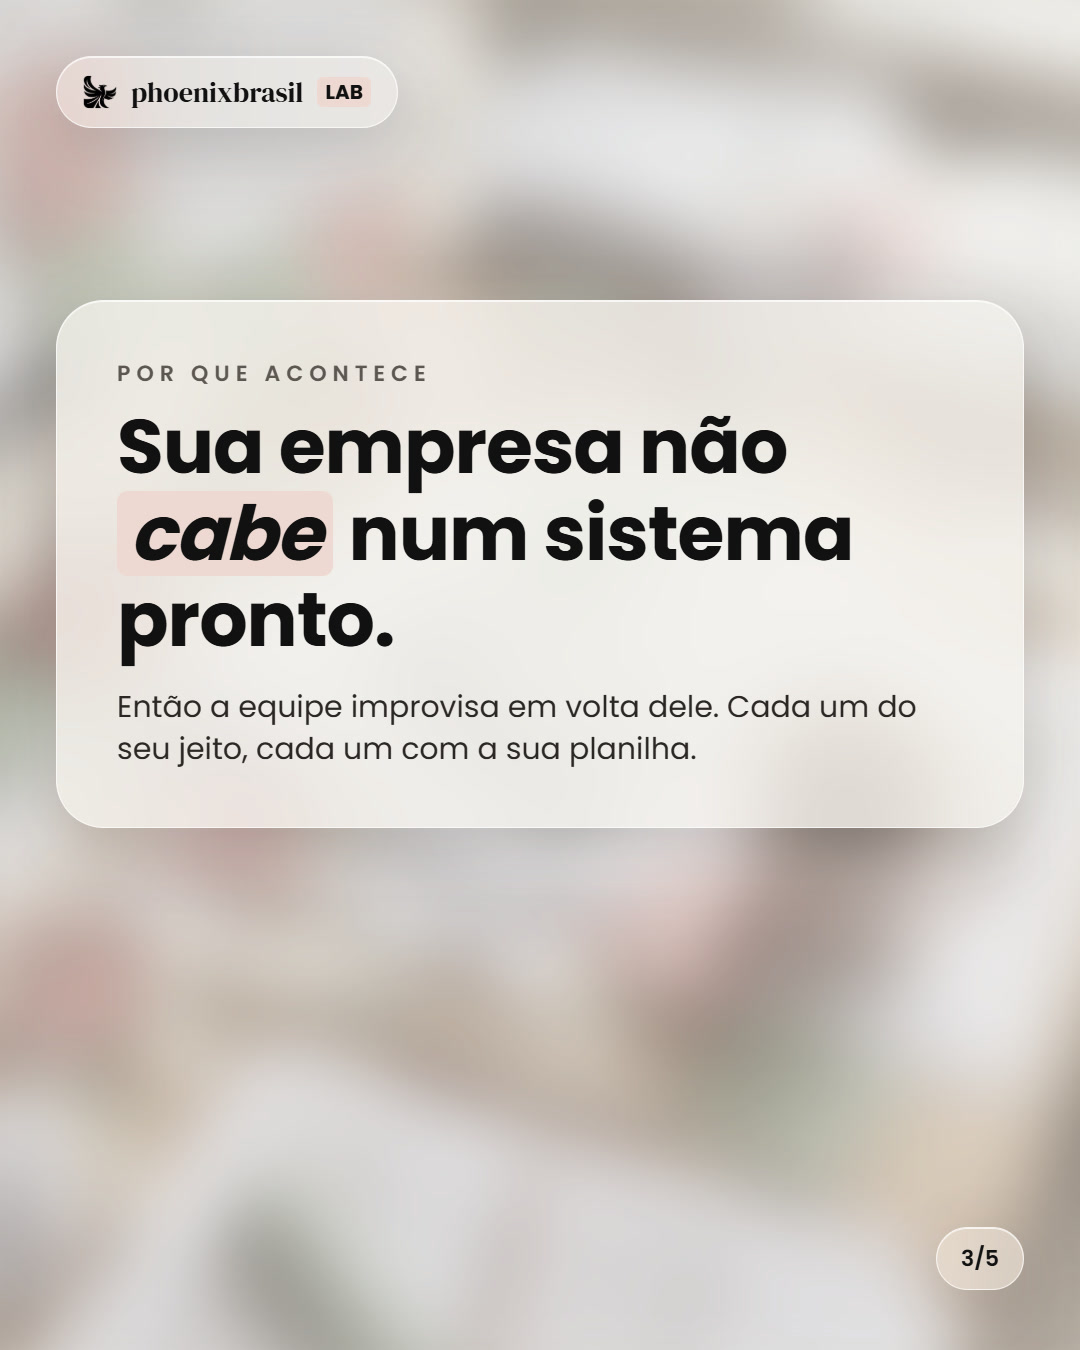 phoenixbrasil LAB
POR QUE ACONTECE
Sua empresa não
cabe num sistema
pronto.
Então a equipe improvisa em volta dele. Cada um do
seu jeito, cada um com a sua planilha.
3/5